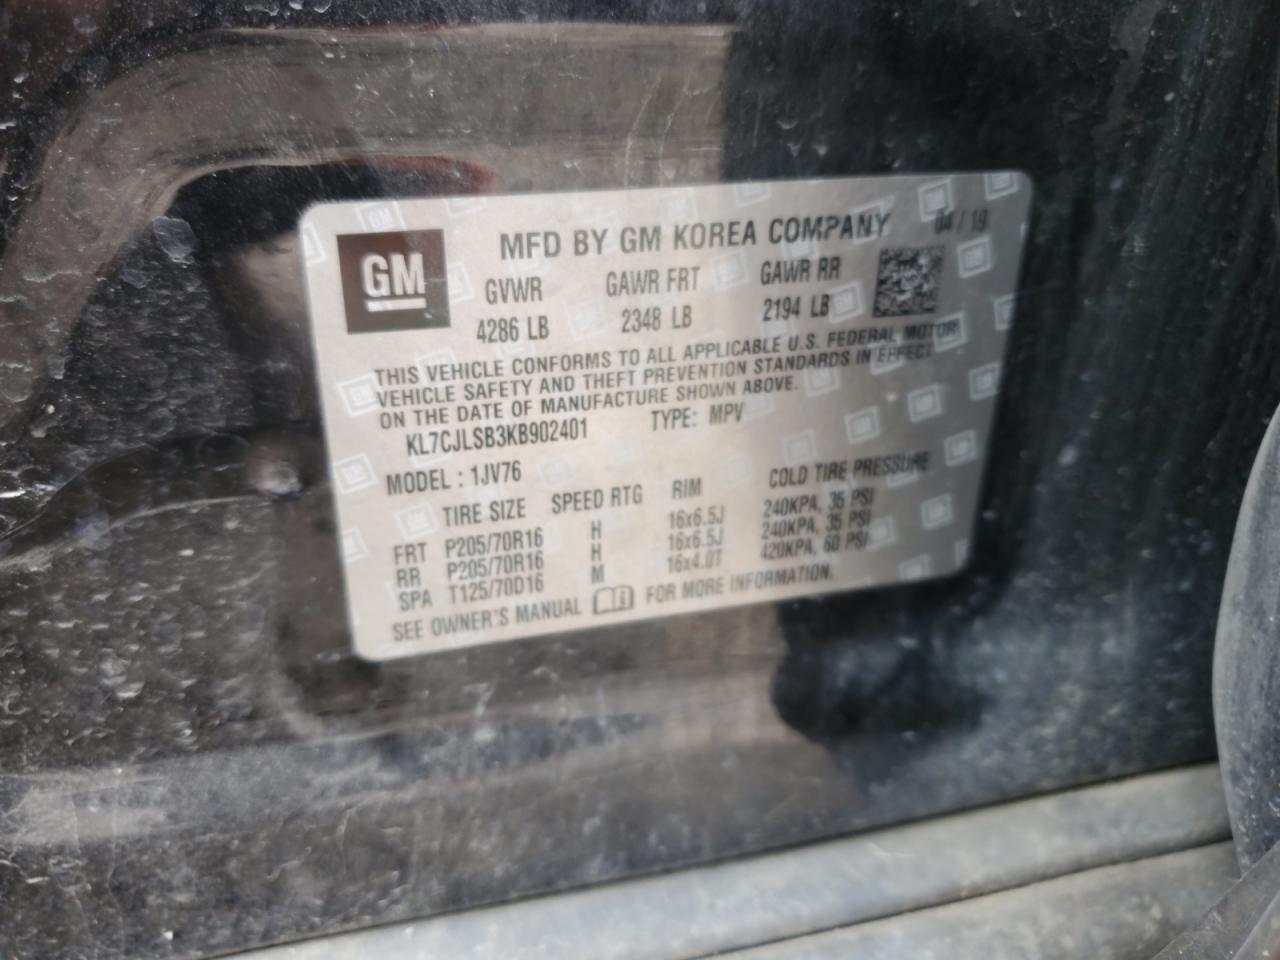 GM
MFD BY GM KOREA COMPANY 04 / 19
GVWR GAWR FRT GAWR RR
4286 LB 2348 LB 2194 LB
THIS VEHICLE CONFORMS TO ALL APPLICABLE U.S. FEDERAL MOTOR
VEHICLE SAFETY AND THEFT PREVENTION STANDARDS IN EFFECT
ON THE DATE OF MANUFACTURE SHOWN ABOVE.
KL7CJLSB3KB902401 TYPE: MPV
MODEL : 1JV76
TIRE SIZE SPEED RTG RIM COLD TIRE PRESSURE
FRT P205/70R16 H 16x6.5J 240KPA, 35 PSI
RR P205/70R16 H 16x6.5J 240KPA, 35 PSI
SPA T125/70D16 M 16x4.0T 420KPA, 60 PSI
SEE OWNER'S MANUAL FOR MORE INFORMATION.